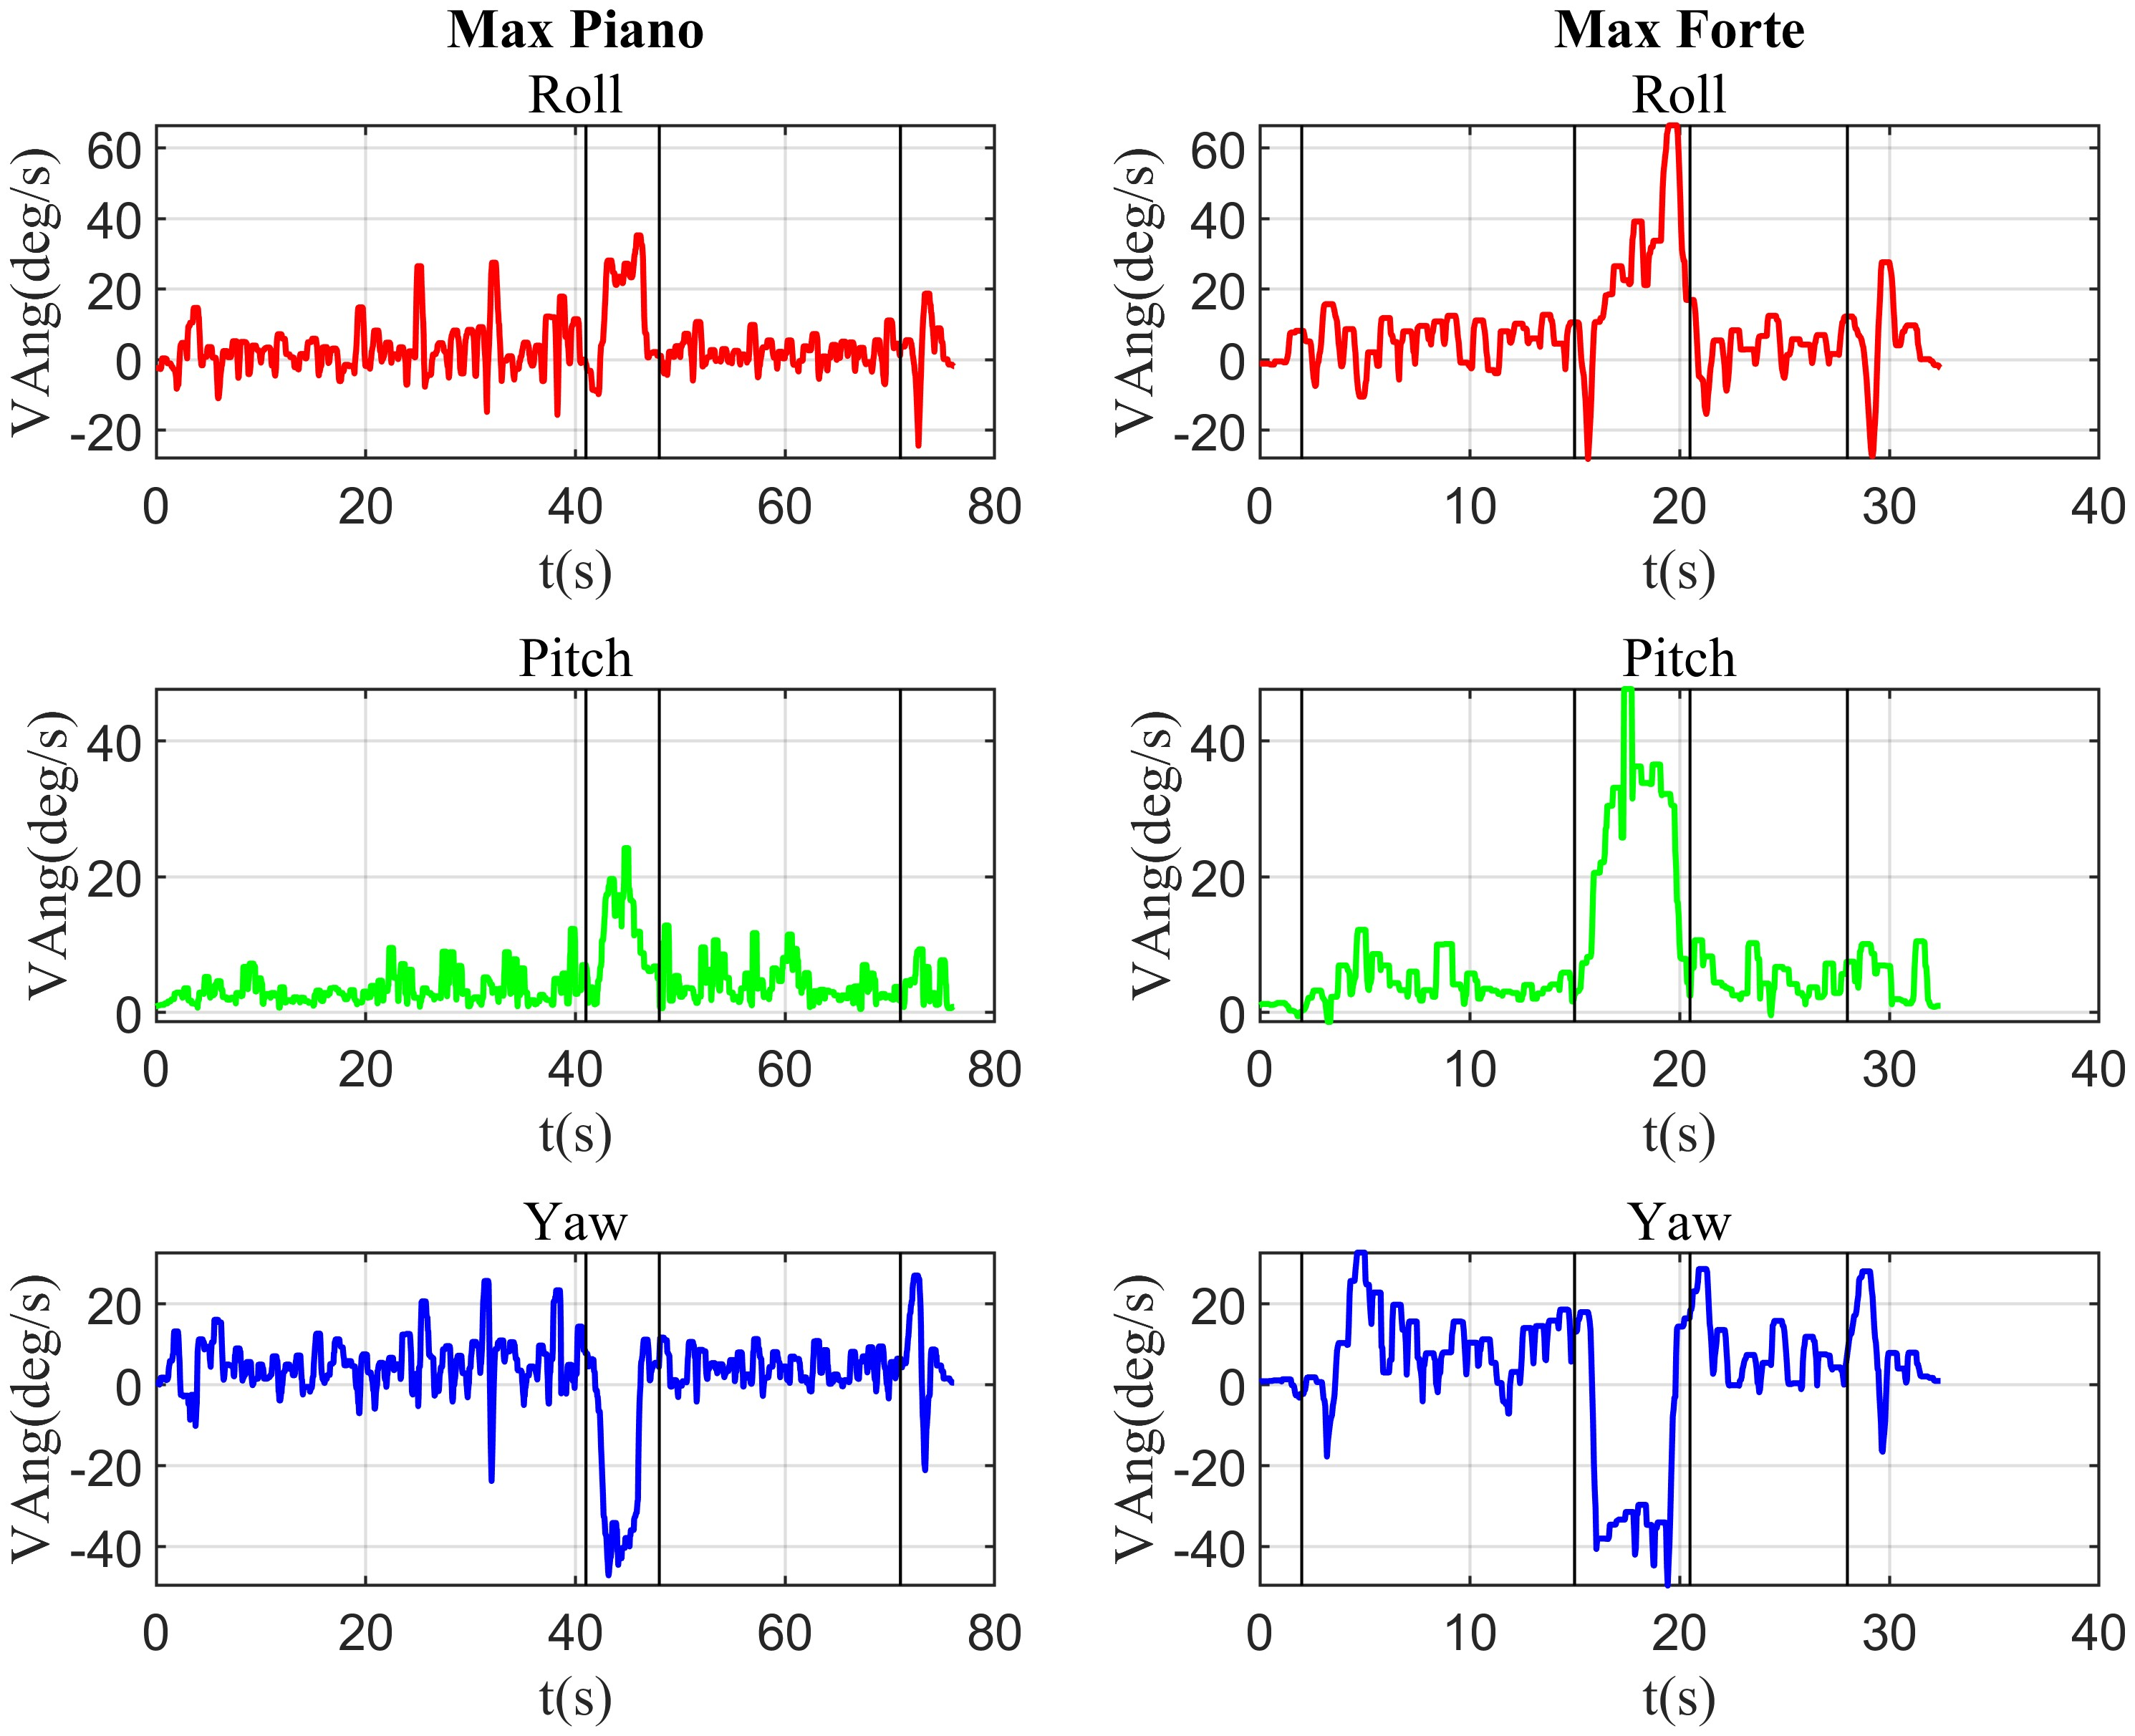 Max Piano Max Forte
Roll Roll
VAng(deg/s) 60 40 20 0 -20 VAng(deg/s) 60 40 20 0 -20
0 20 40 60 80 0 10 20 30 40
t(s) t(s)
Pitch Pitch
VAng(deg/s) 40 20 0 VAng(deg/s) 40 20 0
0 20 40 60 80 0 10 20 30 40
t(s) t(s)
Yaw Yaw
VAng(deg/s) 20 0 -20 -40 VAng(deg/s) 20 0 -20 -40
0 20 40 60 80 0 10 20 30 40
t(s) t(s)